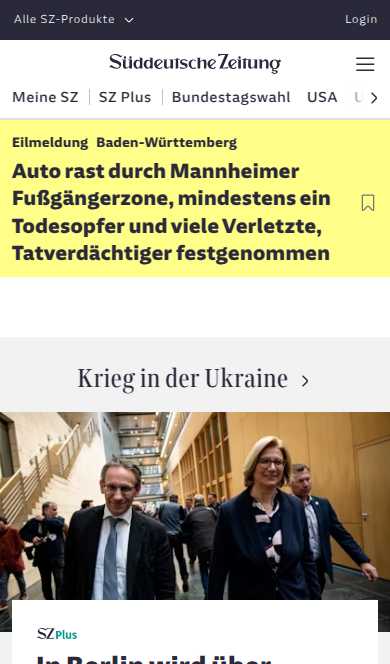 Alle SZ-Produkte
Login
Süddeutsche Zeitung
Meine SZ SZ Plus Bundestagswahl USA
Eilmeldung Baden-Württemberg
Auto rast durch Mannheimer
Fußgängerzone, mindestens ein
Todesopfer und viele Verletzte,
Tatverdächtiger festgenommen
Krieg in der Ukraine
SZ Plus
In Berlin wird über